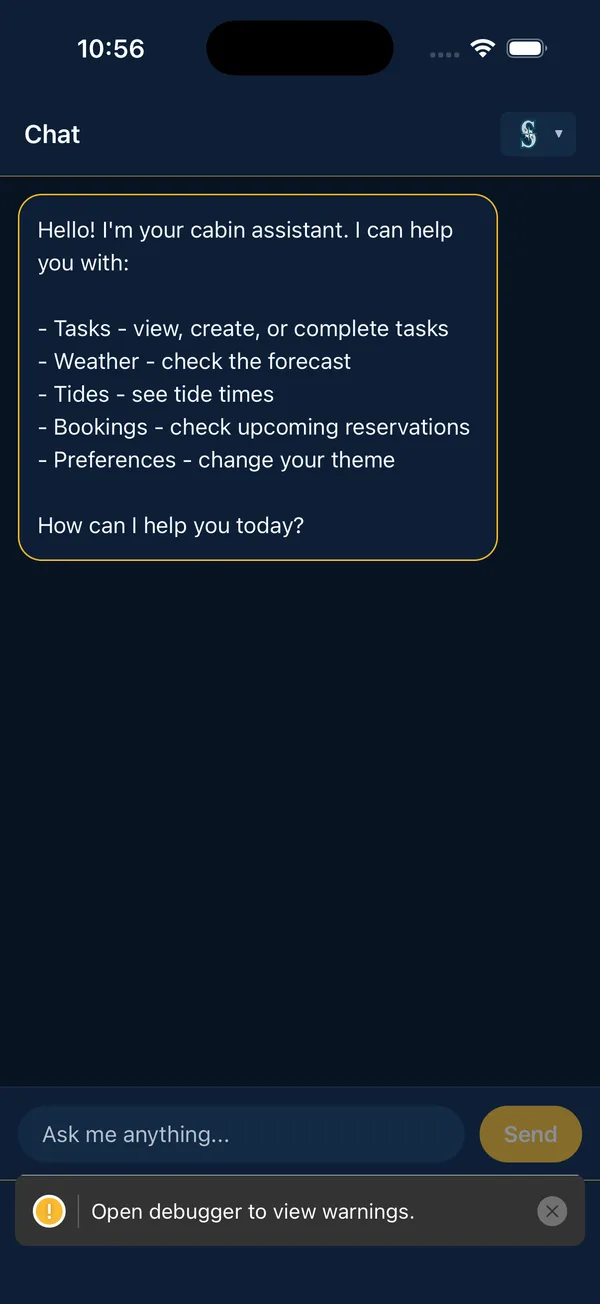 10:56
Chat
Hello! I'm your cabin assistant. I can help
you with:
- Tasks - view, create, or complete tasks
- Weather - check the forecast
- Tides - see tide times
- Bookings - check upcoming reservations
- Preferences - change your theme
How can I help you today?
Ask me anything...
Send
Open debugger to view warnings.